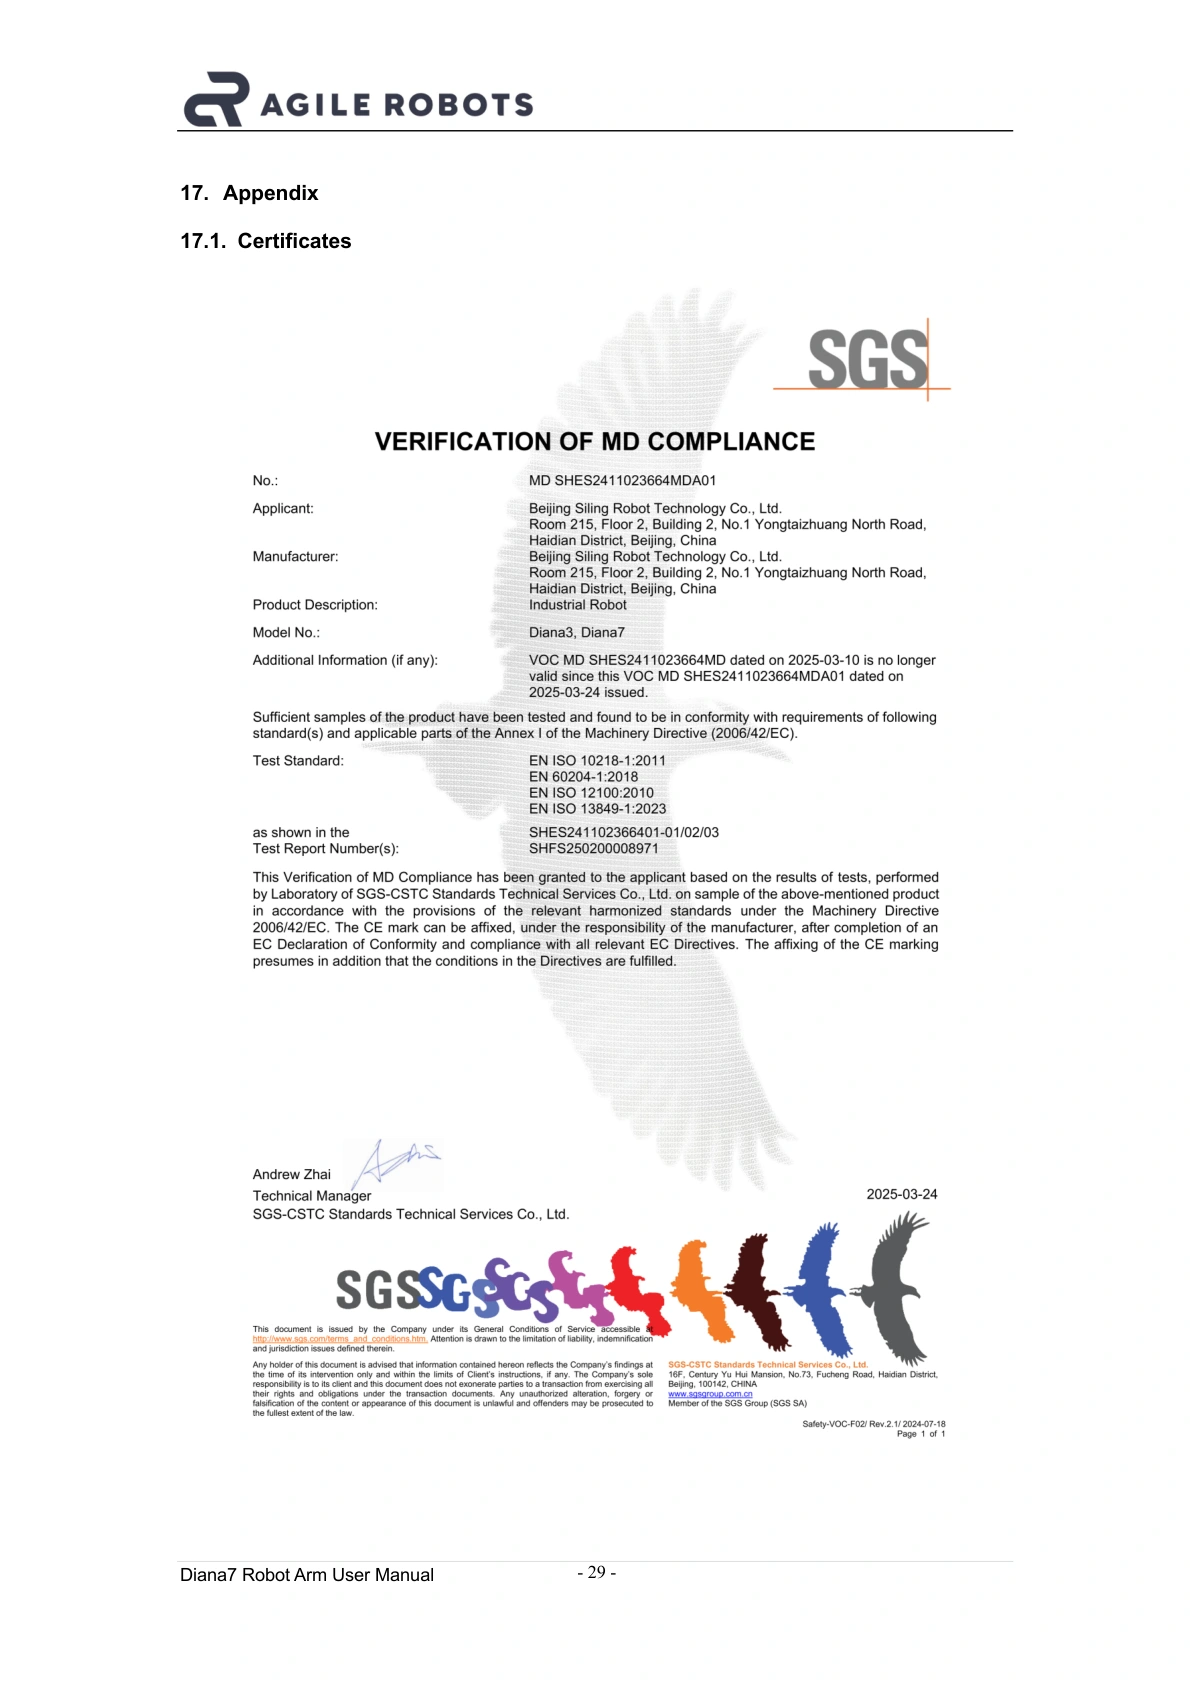 AGILE ROBOTS
17. Appendix
17.1. Certificates
SGS
VERIFICATION OF MD COMPLIANCE
No.: MD SHES2411023664MDA01
Applicant: Beijing Siling Robot Technology Co., Ltd.
Room 215, Floor 2, Building 2, No.1 Yongtaizhuang North Road,
Haidian District, Beijing, China
Manufacturer: Beijing Siling Robot Technology Co., Ltd.
Room 215, Floor 2, Building 2, No.1 Yongtaizhuang North Road,
Haidian District, Beijing, China
Product Description: Industrial Robot
Model No.: Diana3, Diana7
Additional Information (if any): VOC MD SHES2411023664MD dated on 2025-03-10 is no longer
valid since this VOC MD SHES2411023664MDA01 dated on
2025-03-24 issued.
Sufficient samples of the product have been tested and found to be in conformity with requirements of following
standard(s) and applicable parts of the Annex I of the Machinery Directive (2006/42/EC).
Test Standard: EN ISO 10218-1:2011
EN 60204-1:2018
EN ISO 12100:2010
EN ISO 13849-1:2023
as shown in the SHES241102366401-01/02/03
Test Report Number(s): SHFS250200008971
This Verification of MD Compliance has been granted to the applicant based on the results of tests, performed
by Laboratory of SGS-CSTC Standards Technical Services Co., Ltd. on sample of the above-mentioned product
in accordance with the provisions of the relevant harmonized standards under the Machinery Directive
2006/42/EC. The CE mark can be affixed, under the responsibility of the manufacturer, after completion of an
EC Declaration of Conformity and compliance with all relevant EC Directives. The affixing of the CE marking
presumes in addition that the conditions in the Directives are fulfilled.
Andrew Zhai
Technical Manager
2025-03-24
SGS-CSTC Standards Technical Services Co., Ltd.
SGS
This document is issued by the Company under its General Conditions of Service accessible at
http://www.sgs.com/terms_and_conditions.htm. Attention is drawn to the limitation of liability, indemnification
and jurisdiction issues defined therein.
Any holder of this document is advised that information contained hereon reflects the Company's findings at
the time of its intervention only and within the limits of Client's instructions, if any. The Company's sole
responsibility is to its client and this document does not exonerate parties to a transaction from exercising all
their rights and obligations under the transaction documents. Any unauthorized alteration, forgery or
falsification of the content or appearance of this document is unlawful and offenders may be prosecuted to
the fullest extent of the law.
SGS-CSTC Standards Technical Services Co., Ltd.
16F, Century Yu Hui Mansion, No.73, Fucheng Road, Haidian District,
Beijing, 100142, CHINA
www.sgsgroup.com.cn
Member of the SGS Group (SGS SA)
Safety-VOC-F02/ Rev.2.1/ 2024-07-18
Page 1 of 1
Diana7 Robot Arm User Manual
- 29 -